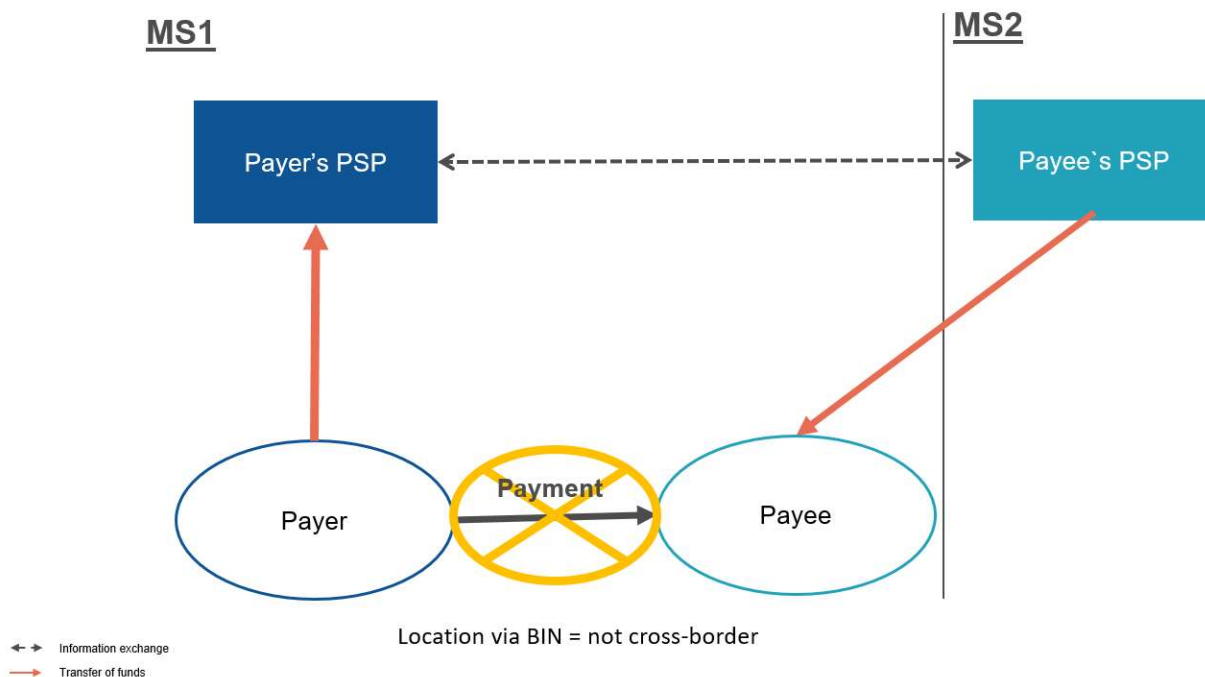 MS1
MS2
Payer's PSP
Payee`s PSP
Payment
Payer
Payee
Location via BIN = not cross-border
Information exchange
Transfer of funds